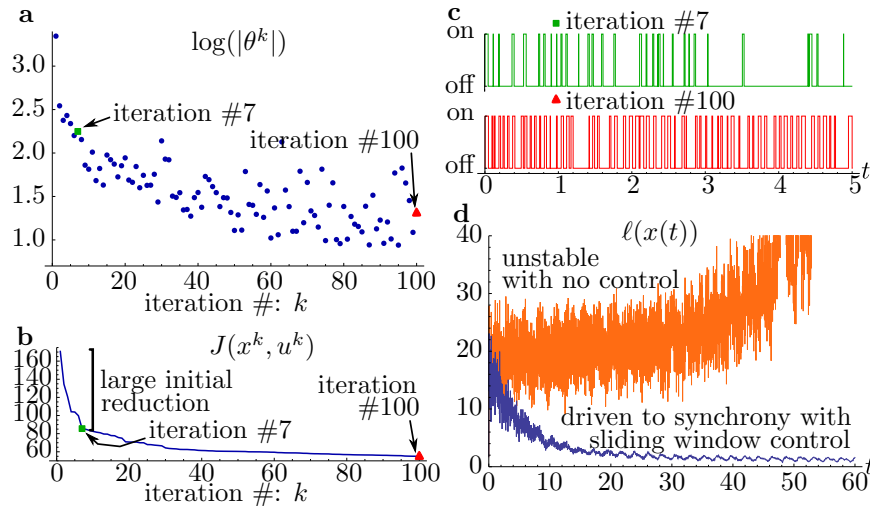 a
log(|θ^k|)
3.0
2.5
2.0
1.5
1.0
iteration #7
iteration
#100
0
20
40
60
80
100
iteration #: k
b
J(x^k, u^k)
160
140
120
100
80
60
large initial
reduction
iteration #7
iteration
#100
0
20
40
60
80
100
iteration #: k
c
iteration #7
on
off
iteration #100
on
off
0
1
2
3
4
5
t
d
ℓ(x(t))
40
30
20
10
0
unstable
with no control
driven to synchrony with
sliding window control
0
10
20
30
40
50
60
t